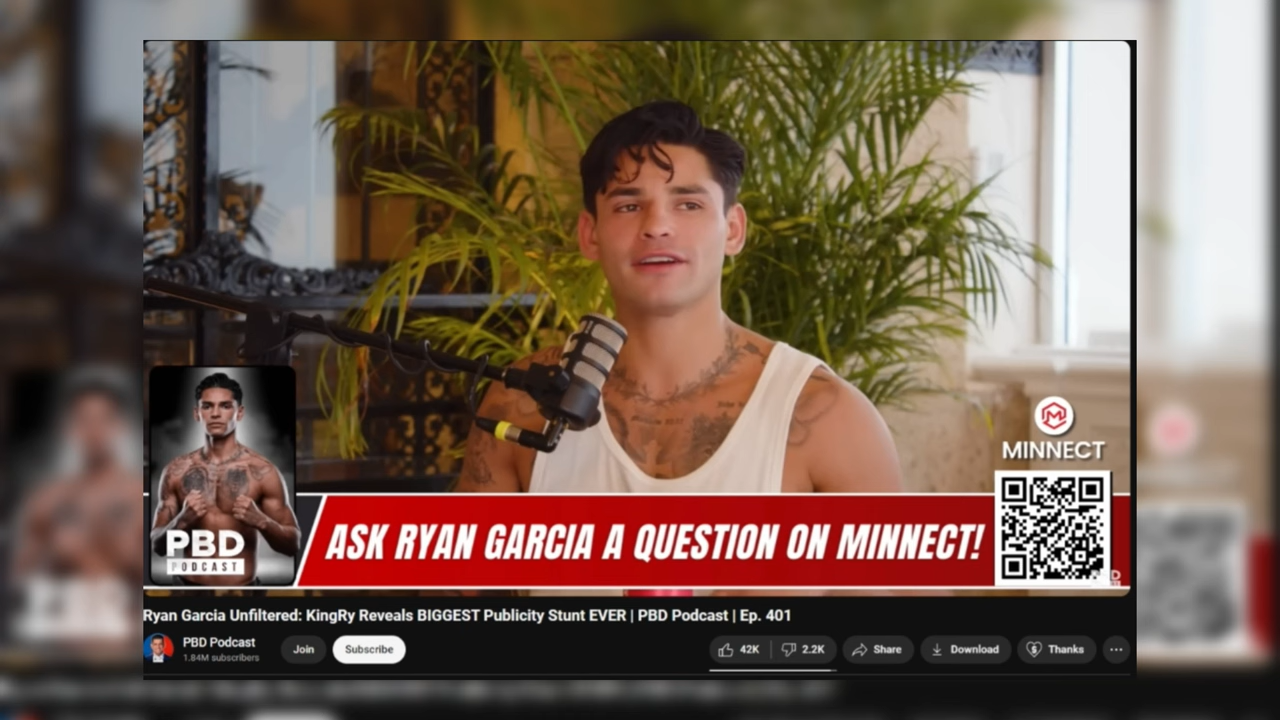 MINNECT
PBD
PODCAST
ASK RYAN GARCIA A QUESTION ON MINNECT!
Ryan Garcia Unfiltered: KingRy Reveals BIGGEST Publicity Stunt EVER | PBD Podcast | Ep. 401
PBD Podcast
1.84M subscribers
Join
Subscribe
42K
2.2K
Share
Download
Thanks